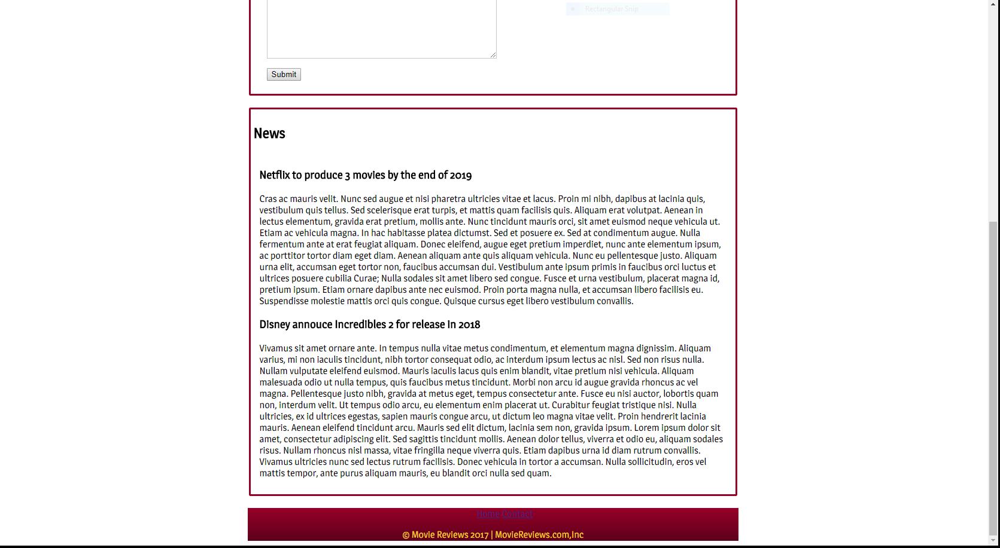 Rectangular Snip
Submit
News
Netflix to produce 3 movies by the end of 2019
Cras ac mauris velit. Nunc sed augue et nisi pharetra ultricies vitae et lacus. Proin mi nibh, dapibus at lacinia quis,
vestibulum quis tellus. Sed scelerisque erat turpis, et mattis quam facilisis quis. Aliquam erat volutpat. Aenean in
lectus elementum, gravida erat pretium, mollis ante. Nunc tincidunt mauris orci, sit amet euismod neque vehicula ut.
Etiam ac vehicula magna. In hac habitasse platea dictumst. Sed et posuere ex. Sed at condimentum augue. Nulla
fermentum ante at erat feugiat aliquam. Donec eleifend, augue eget pretium imperdiet, nunc ante elementum ipsum,
ac porttitor tortor diam eget diam. Aenean aliquam ante quis aliquam vehicula. Nunc eu pellentesque justo. Aliquam
urna elit, accumsan eget tortor non, faucibus accumsan dui. Vestibulum ante ipsum primis in faucibus orci luctus et
ultrices posuere cubilia Curae; Nulla sodales sit amet libero sed congue. Fusce et urna vestibulum, placerat magna id,
pretium ipsum. Etiam ornare dapibus ante nec euismod. Proin porta magna nulla, et accumsan libero facilisis eu.
Suspendisse molestie mattis orci quis congue. Quisque cursus eget libero vestibulum convallis.
Disney annouce Incredibles 2 for release in 2018
Vivamus sit amet ornare ante. In tempus nulla vitae metus condimentum, et elementum magna dignissim. Aliquam
varius, mi non iaculis tincidunt, nibh tortor consequat odio, ac interdum ipsum lectus ac nisl. Sed non risus nulla.
Nullam vulputate eleifend euismod. Mauris iaculis lacus quis enim blandit, vitae pretium nisi vehicula. Aliquam
malesuada odio ut nulla tempus, quis faucibus metus tincidunt. Morbi non arcu id augue gravida rhoncus ac vel
magna. Pellentesque justo nibh, gravida at metus eget, tempus consectetur ante. Fusce eu nisi auctor, lobortis quam
non, interdum velit. Ut tempus odio arcu, eu elementum enim placerat ut. Curabitur feugiat tristique nisi. Nulla
ultricies, ex id ultrices egestas, sapien mauris congue arcu, ut dictum leo magna vitae velit. Proin hendrerit lacinia
mauris. Aenean eleifend tincidunt arcu. Mauris sed elit dictum, lacinia sem non, gravida ipsum. Lorem ipsum dolor sit
amet, consectetur adipiscing elit. Sed sagittis tincidunt mollis. Aenean dolor tellus, viverra et odio eu, aliquam sodales
risus. Nullam rhoncus nisl massa, vitae fringilla neque viverra quis. Etiam dapibus urna id diam rutrum convallis.
Vivamus ultricies nunc sed lectus rutrum facilisis. Donec vehicula in tortor a accumsan. Nulla sollicitudin, eros vel
mattis tempor, ante purus aliquam mauris, eu blandit orci nulla sed quam.
Home Contact
© Movie Reviews 2017 | MovieReviews.com,Inc